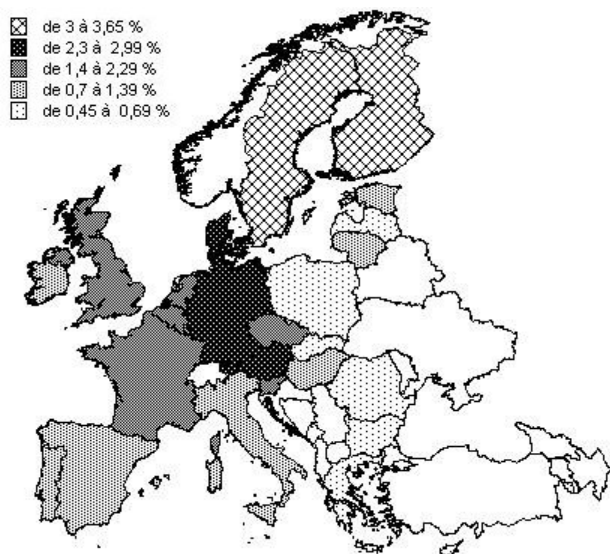 de 3 à 3,65 %
de 2,3 à 2,99 %
de 1,4 à 2,29 %
de 0,7 à 1,39 %
de 0,45 à 0,69 %